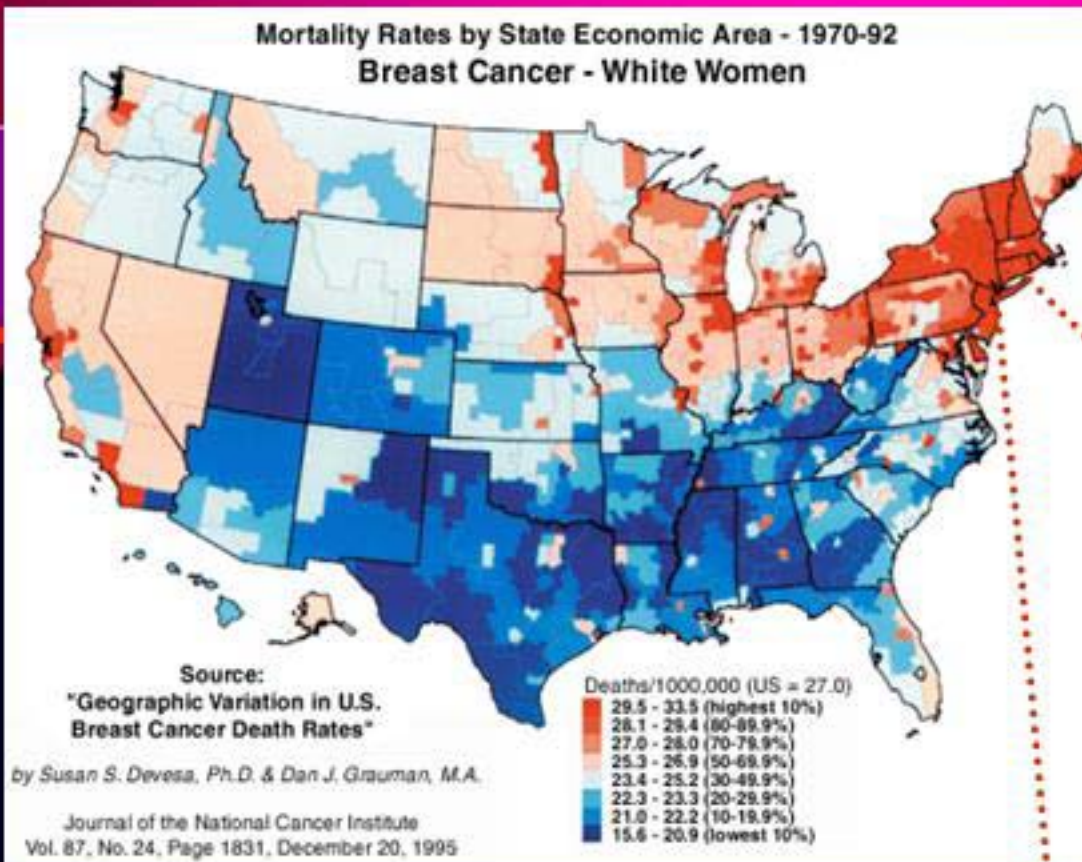 Mortality Rates by State Economic Area - 1970-92
Breast Cancer - White Women
Source:
"Geographic Variation in U.S.
Breast Cancer Death Rates"
by Susan S. Devesa, Ph.D. & Dan J. Grauman, M.A.
Journal of the National Cancer Institute
Vol. 87, No. 24, Page 1831, December 20, 1995
Deaths/1000,000 (US = 27.0)
29.5 - 33.5 (highest 10%)
28.1 - 29.4 (80-89.9%)
27.0 - 28.0 (70-79.9%)
25.3 - 26.9 (50-69.9%)
23.4 - 25.2 (30-49.9%)
22.3 - 23.3 (20-29.9%)
21.0 - 22.2 (10-19.9%)
15.6 - 20.9 (lowest 10%)